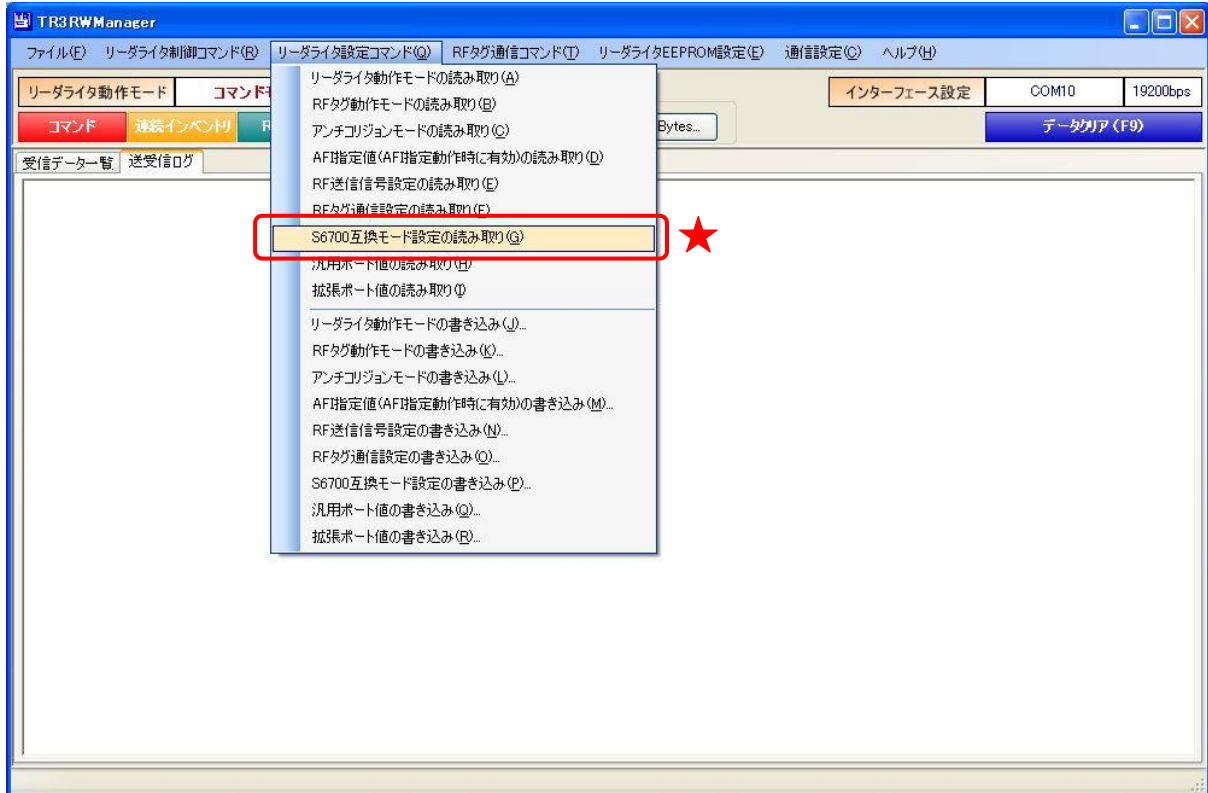 TR3RWManager
ファイル(F) リーダライタ制御コマンド(R) リーダライタ設定コマンド(Q) RFタグ通信コマンド(T) リーダライタEEPROM設定(E) 通信設定(C) ヘルプ(H)
リーダライタ動作モード コマンド インターフェース設定 COM10 19200bps
コマンド 連続インベントリ R Bytes... データクリア(F9)
受信データ一覧 送受信ログ
リーダライタ動作モードの読み取り(A)
RFタグ動作モードの読み取り(B)
アンチコリジョンモードの読み取り(C)
AFI指定値(AFI指定動作時に有効)の読み取り(D)
RF送信信号設定の読み取り(E)
RFタグ通信設定の読み取り(F)
S6700互換モード設定の読み取り(G)
汎用ポート値の読み取り(H)
拡張ポート値の読み取り(I)
リーダライタ動作モードの書き込み(J)...
RFタグ動作モードの書き込み(K)...
アンチコリジョンモードの書き込み(L)...
AFI指定値(AFI指定動作時に有効)の書き込み(M)...
RF送信信号設定の書き込み(N)...
RFタグ通信設定の書き込み(O)...
S6700互換モード設定の書き込み(P)...
汎用ポート値の書き込み(Q)...
拡張ポート値の書き込み(R)...